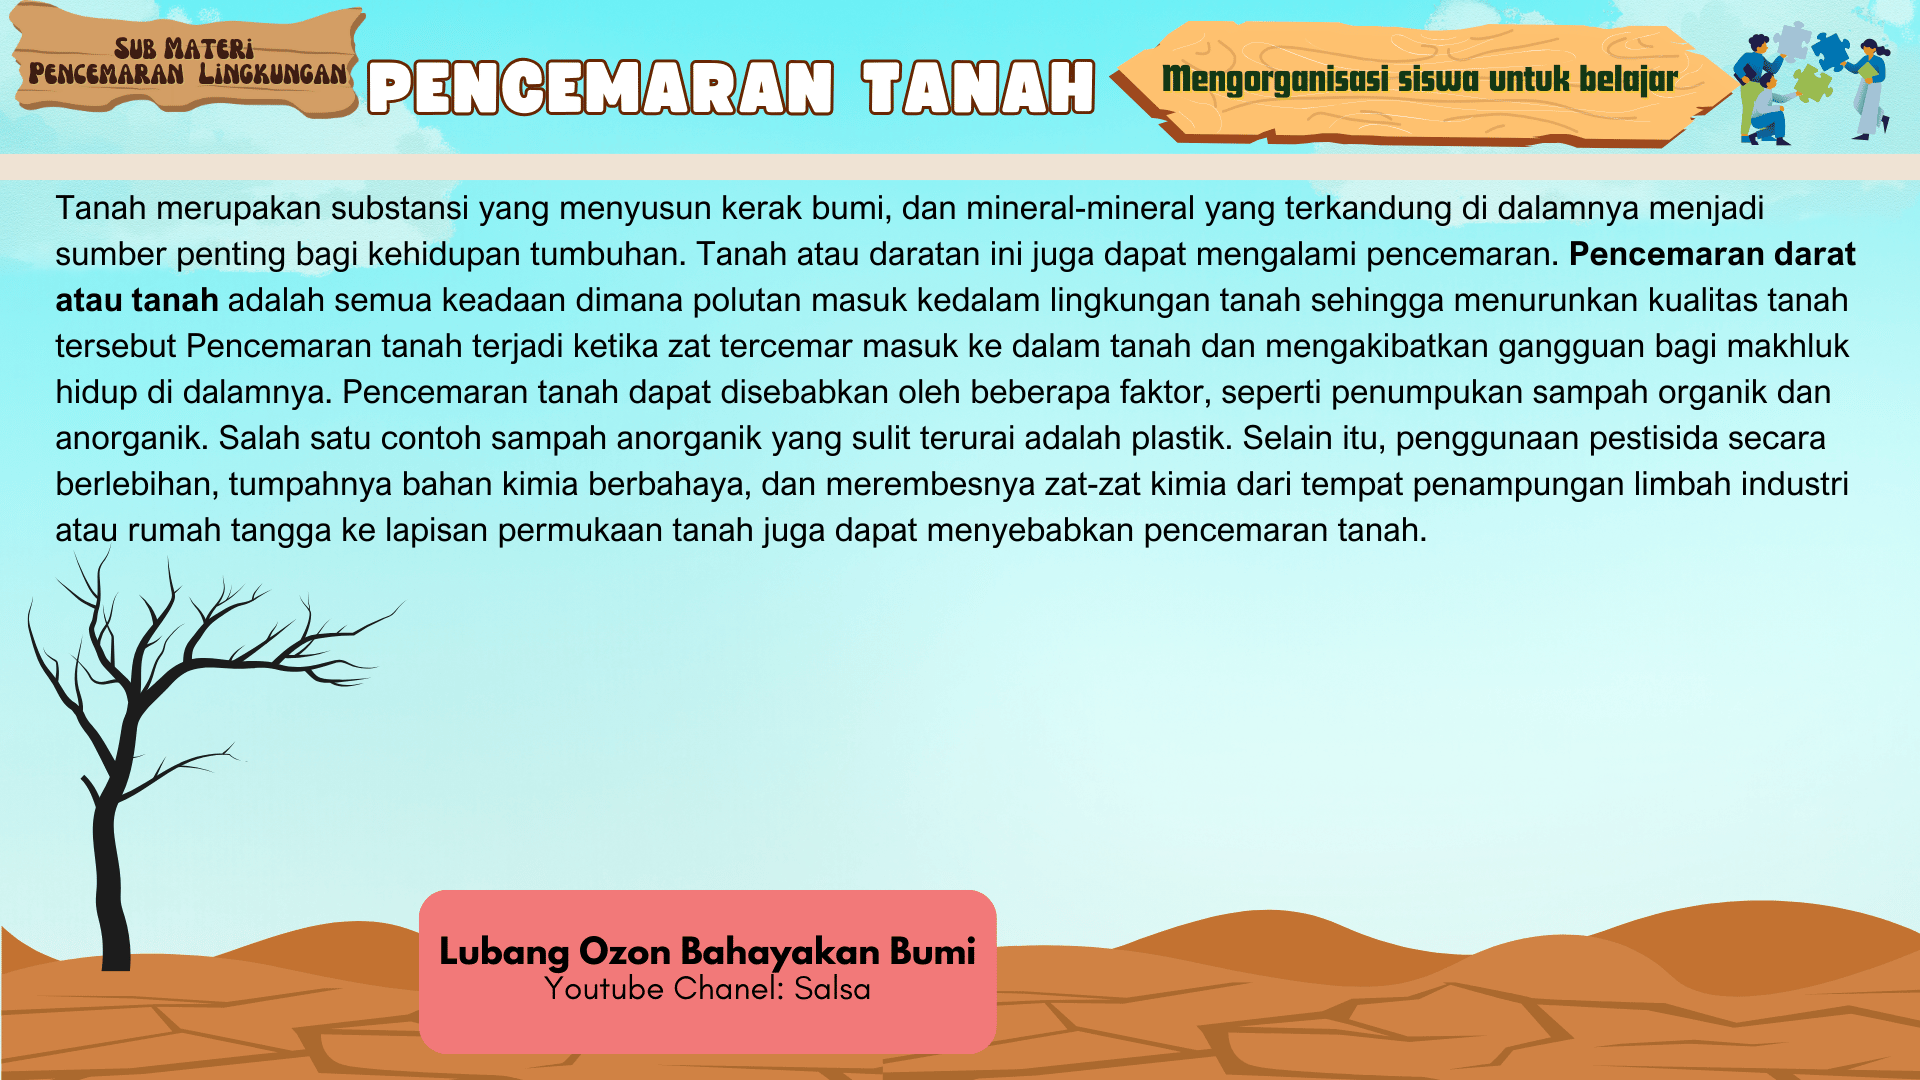 Sub Materi
Pencemaran Lingkungan
PENCEMARAN TANAH
Mengorganisasi siswa untuk belajar
Tanah merupakan substansi yang menyusun kerak bumi, dan mineral-mineral yang terkandung di dalamnya menjadi
sumber penting bagi kehidupan tumbuhan. Tanah atau daratan ini juga dapat mengalami pencemaran. Pencemaran darat
atau tanah adalah semua keadaan dimana polutan masuk kedalam lingkungan tanah sehingga menurunkan kualitas tanah
tersebut Pencemaran tanah terjadi ketika zat tercemar masuk ke dalam tanah dan mengakibatkan gangguan bagi makhluk
hidup di dalamnya. Pencemaran tanah dapat disebabkan oleh beberapa faktor, seperti penumpukan sampah organik dan
anorganik. Salah satu contoh sampah anorganik yang sulit terurai adalah plastik. Selain itu, penggunaan pestisida secara
berlebihan, tumpahnya bahan kimia berbahaya, dan merembesnya zat-zat kimia dari tempat penampungan limbah industri
atau rumah tangga ke lapisan permukaan tanah juga dapat menyebabkan pencemaran tanah.
Lubang Ozon Bahayakan Bumi
Youtube Chanel: Salsa